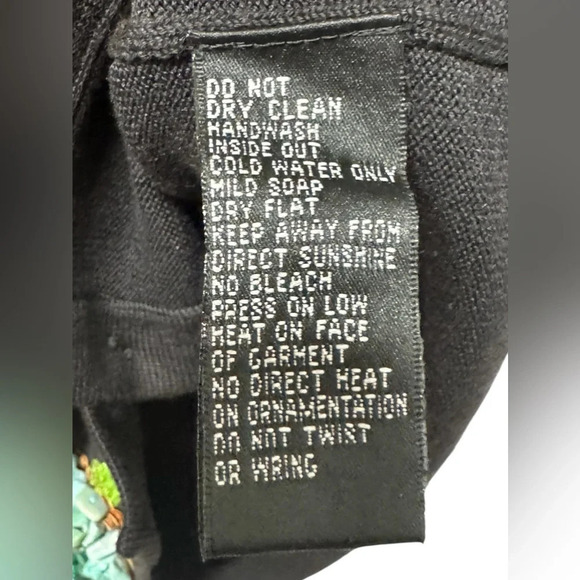 DO NOT
DRY CLEAN
HANDWASH
INSIDE OUT
COLD WATER ONLY
MILD SOAP
DRY FLAT
KEEP AWAY FROM
DIRECT SUNSHINE
NO BLEACH
PRESS ON LOW
HEAT ON FACE
OF GARMENT
NO DIRECT HEAT
ON ORNAMENTATION
DO NOT TWIST
OR WRING